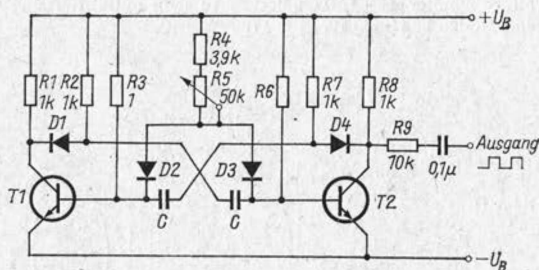 +U_B
R4
3,9k
R1
1k
R2
1k
R3
1
R5
50k
R6
R7
1k
R8
1k
D1
D4
R9
10k
Ausgang
0,1µ
D2
D3
T1
C
C
T2
−U_B